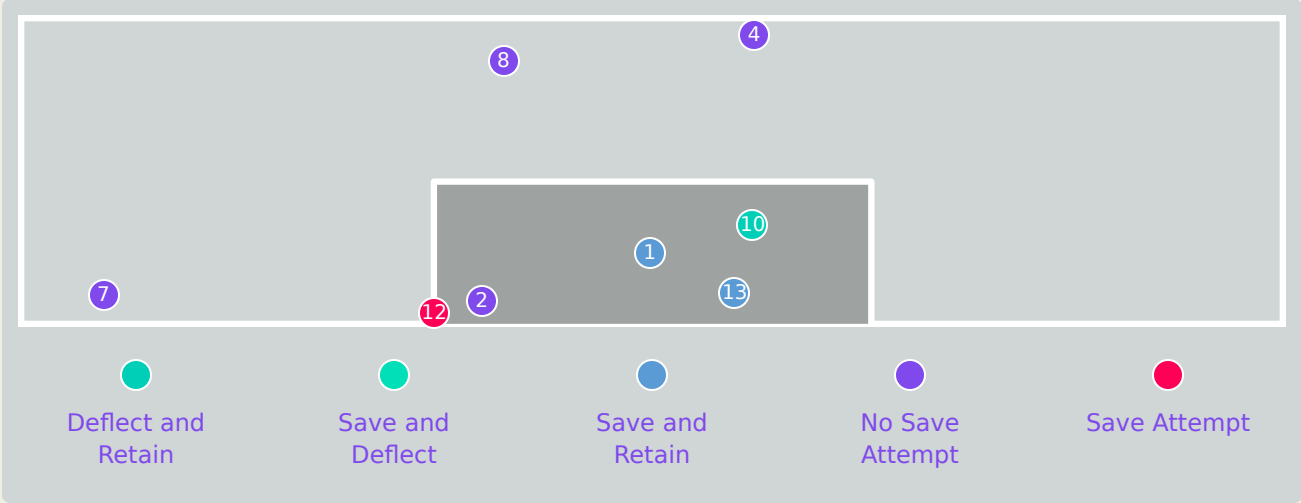 4
8
10
1
13
7
2
12
Deflect and
Retain
Save and
Deflect
Save and
Retain
No Save
Attempt
Save Attempt